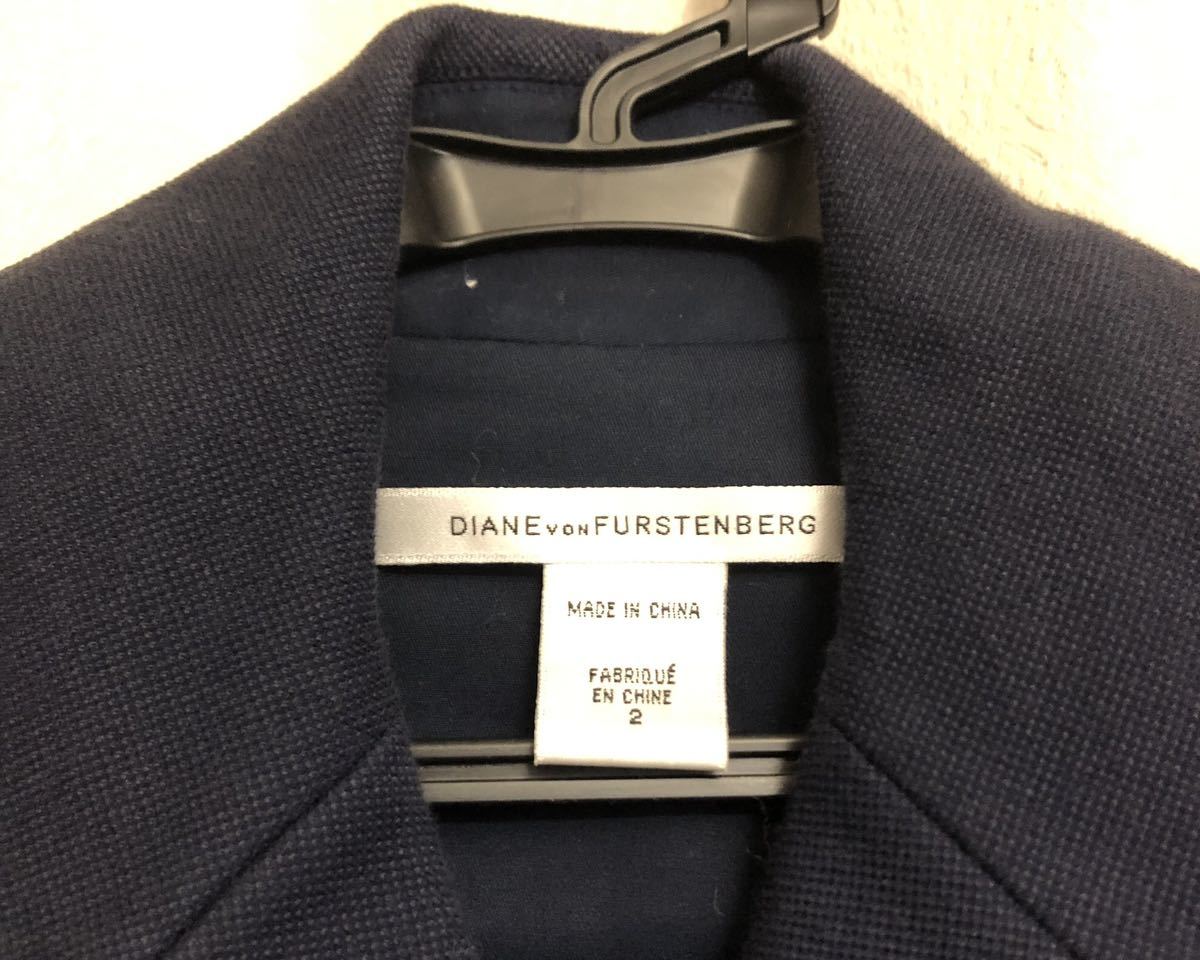 DIANE VON FURSTENBERG
MADE IN CHINA
FABRIQUÉ
EN CHINE
2